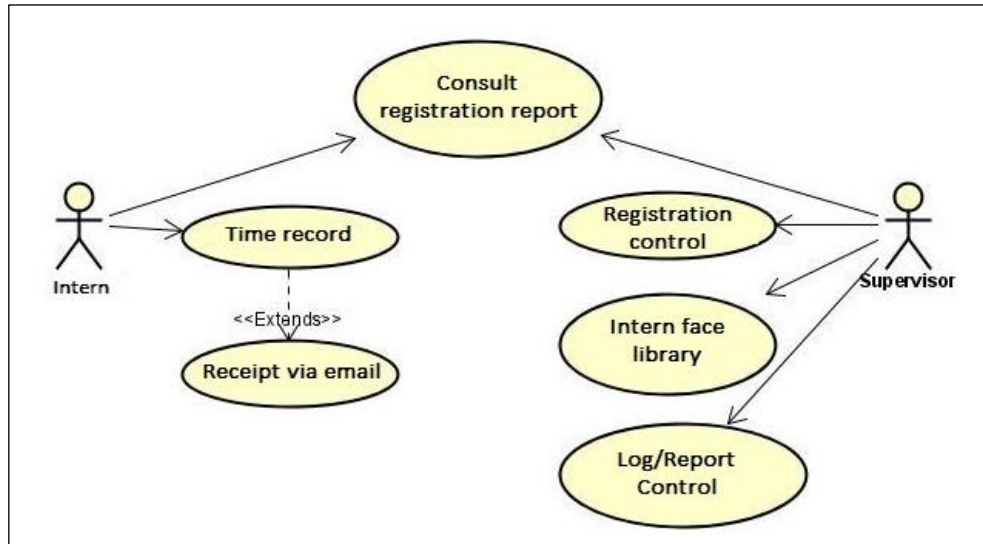 Consult
registration report
Time record
Registration
control
Intern
Supervisor
<<Extends>>
Intern face
library
Receipt via email
Log/Report
Control